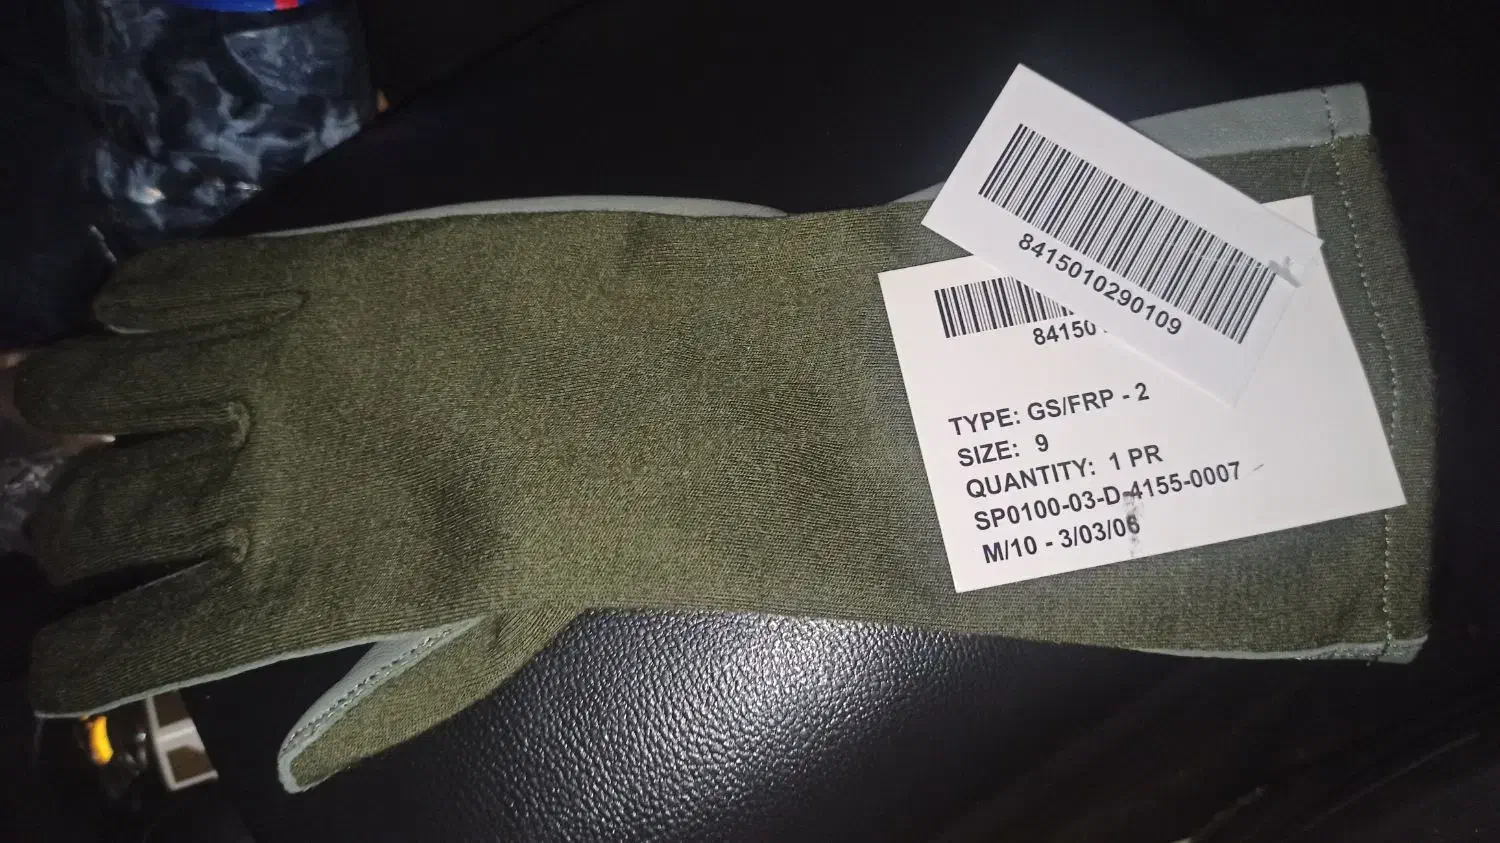 8415010290109
84150
TYPE: GS/FRP - 2
SIZE: 9
QUANTITY: 1 PR
SP0100-03-D-4155-0007
M/10 - 3/03/06